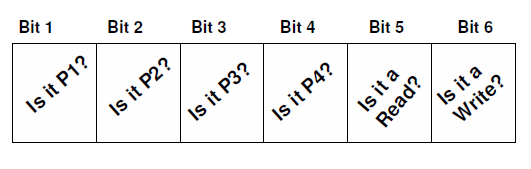 Bit 1 Bit 2 Bit 3 Bit 4 Bit 5 Bit 6
Is it P1?
Is it P2?
Is it P3?
Is it P4?
Is it a
Read?
Is it a
Write?